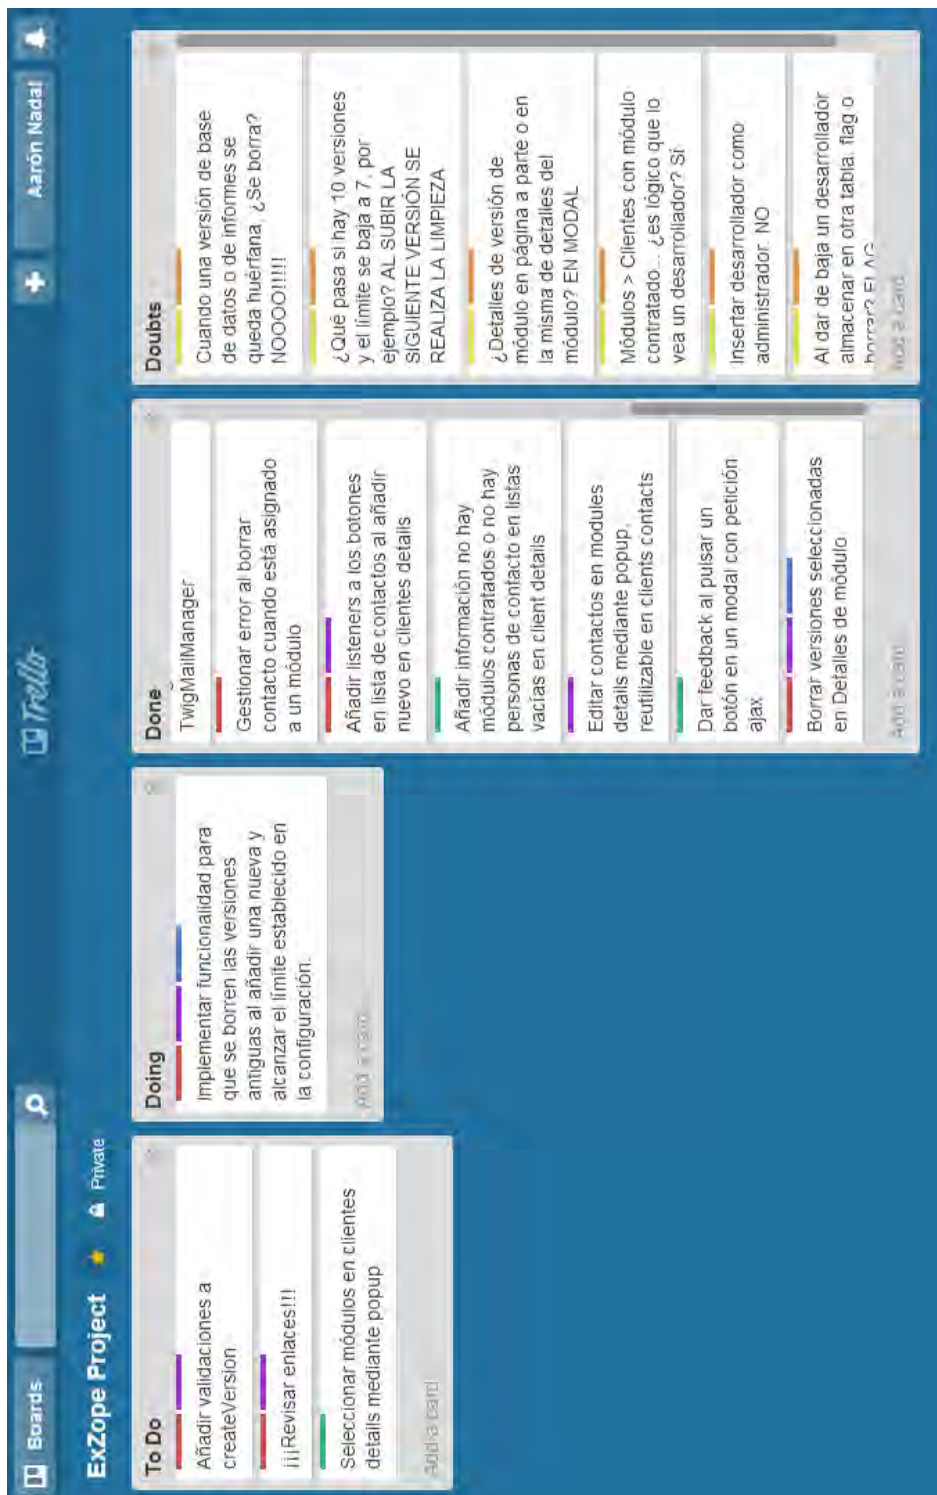 Boards
Trello
Aarón Nadal
ExZope Project
Private
To Do
Añadir validaciones a
createVersion
¡¡¡Revisar enlaces!!!
Seleccionar módulos en clientes
details mediante popup
Add a card
Doing
Implementar funcionalidad para
que se borren las versiones
antiguas al añadir una nueva y
alcanzar el límite establecido en
la configuración.
Add a card
Done
TwigMailManager
Gestionar error al borrar
contacto cuando está asignado
a un módulo
Añadir listeners a los botones
en lista de contactos al añadir
nuevo en clientes details
Añadir información no hay
módulos contratados o no hay
personas de contacto en listas
vacías en client details
Editar contactos en modules
details mediante popup,
reutilizable en clients contacts
Dar feedback al pulsar un
botón en un modal con petición
ajax
Borrar versiones seleccionadas
en Detalles de módulo
Add a card
Doubts
Cuando una versión de base
de datos o de informes se
queda huérfana, ¿Se borra?
NOOOO!!!!!
¿Qué pasa si hay 10 versiones
y el límite se baja a 7, por
ejemplo? AL SUBIR LA
SIGUIENTE VERSIÓN SE
REALIZA LA LIMPIEZA
¿Detalles de versión de
módulo en página a parte o en
la misma de detalles del
módulo? EN MODAL
Módulos > Clientes con módulo
contratado... ¿es lógico que lo
vea un desarrollador? Sí
Insertar desarrollador como
administrador. NO
Al dar de baja un desarrollador
almacenar en otra tabla, flag o
borrar? FLAG
Add a card